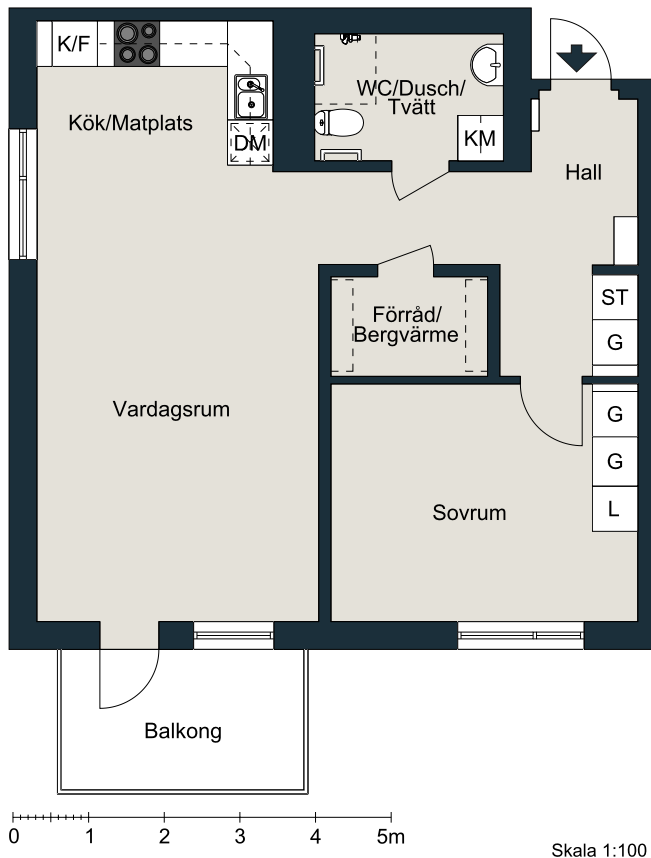 K/F
WC/Dusch/
Tvätt
Kök/Matplats
DM
KM
Hall
ST
Förråd/
Bergvärme
G
Vardagsrum
G
G
Sovrum
L
Balkong
0 1 2 3 4 5m
Skala 1:100